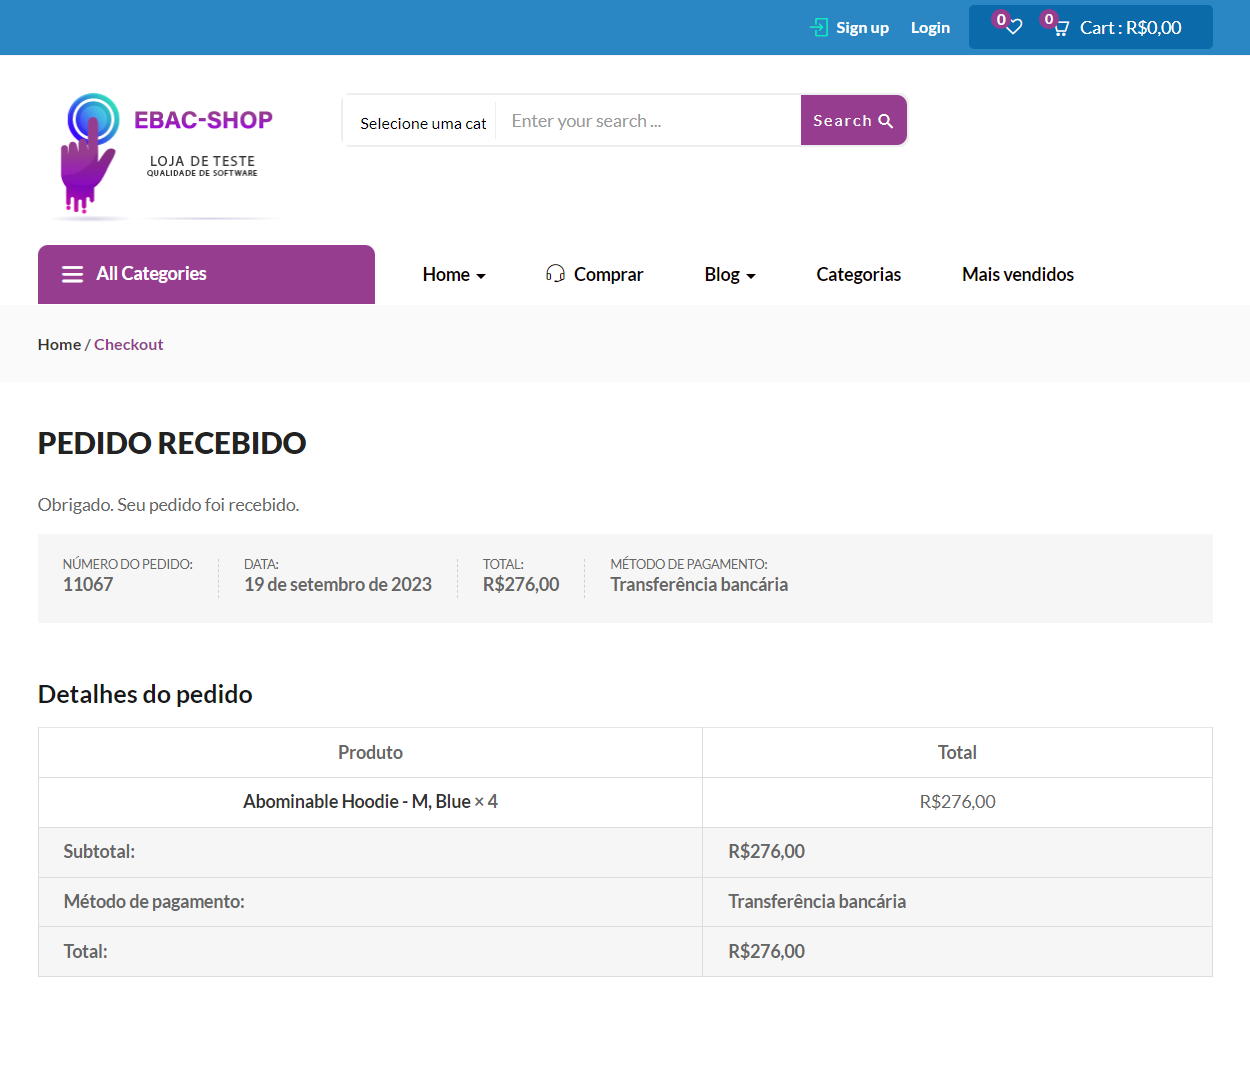 Sign up Login 0 0 Cart : R$0,00
EBAC-SHOP
LOJA DE TESTE
QUALIDADE DE SOFTWARE
Selecione uma cat Enter your search ... Search
All Categories Home Comprar Blog Categorias Mais vendidos
Home / Checkout
PEDIDO RECEBIDO
Obrigado. Seu pedido foi recebido.
NÚMERO DO PEDIDO: DATA: TOTAL: MÉTODO DE PAGAMENTO:
11067 19 de setembro de 2023 R$276,00 Transferência bancária
Detalhes do pedido
Produto Total
Abominable Hoodie - M, Blue × 4 R$276,00
Subtotal: R$276,00
Método de pagamento: Transferência bancária
Total: R$276,00